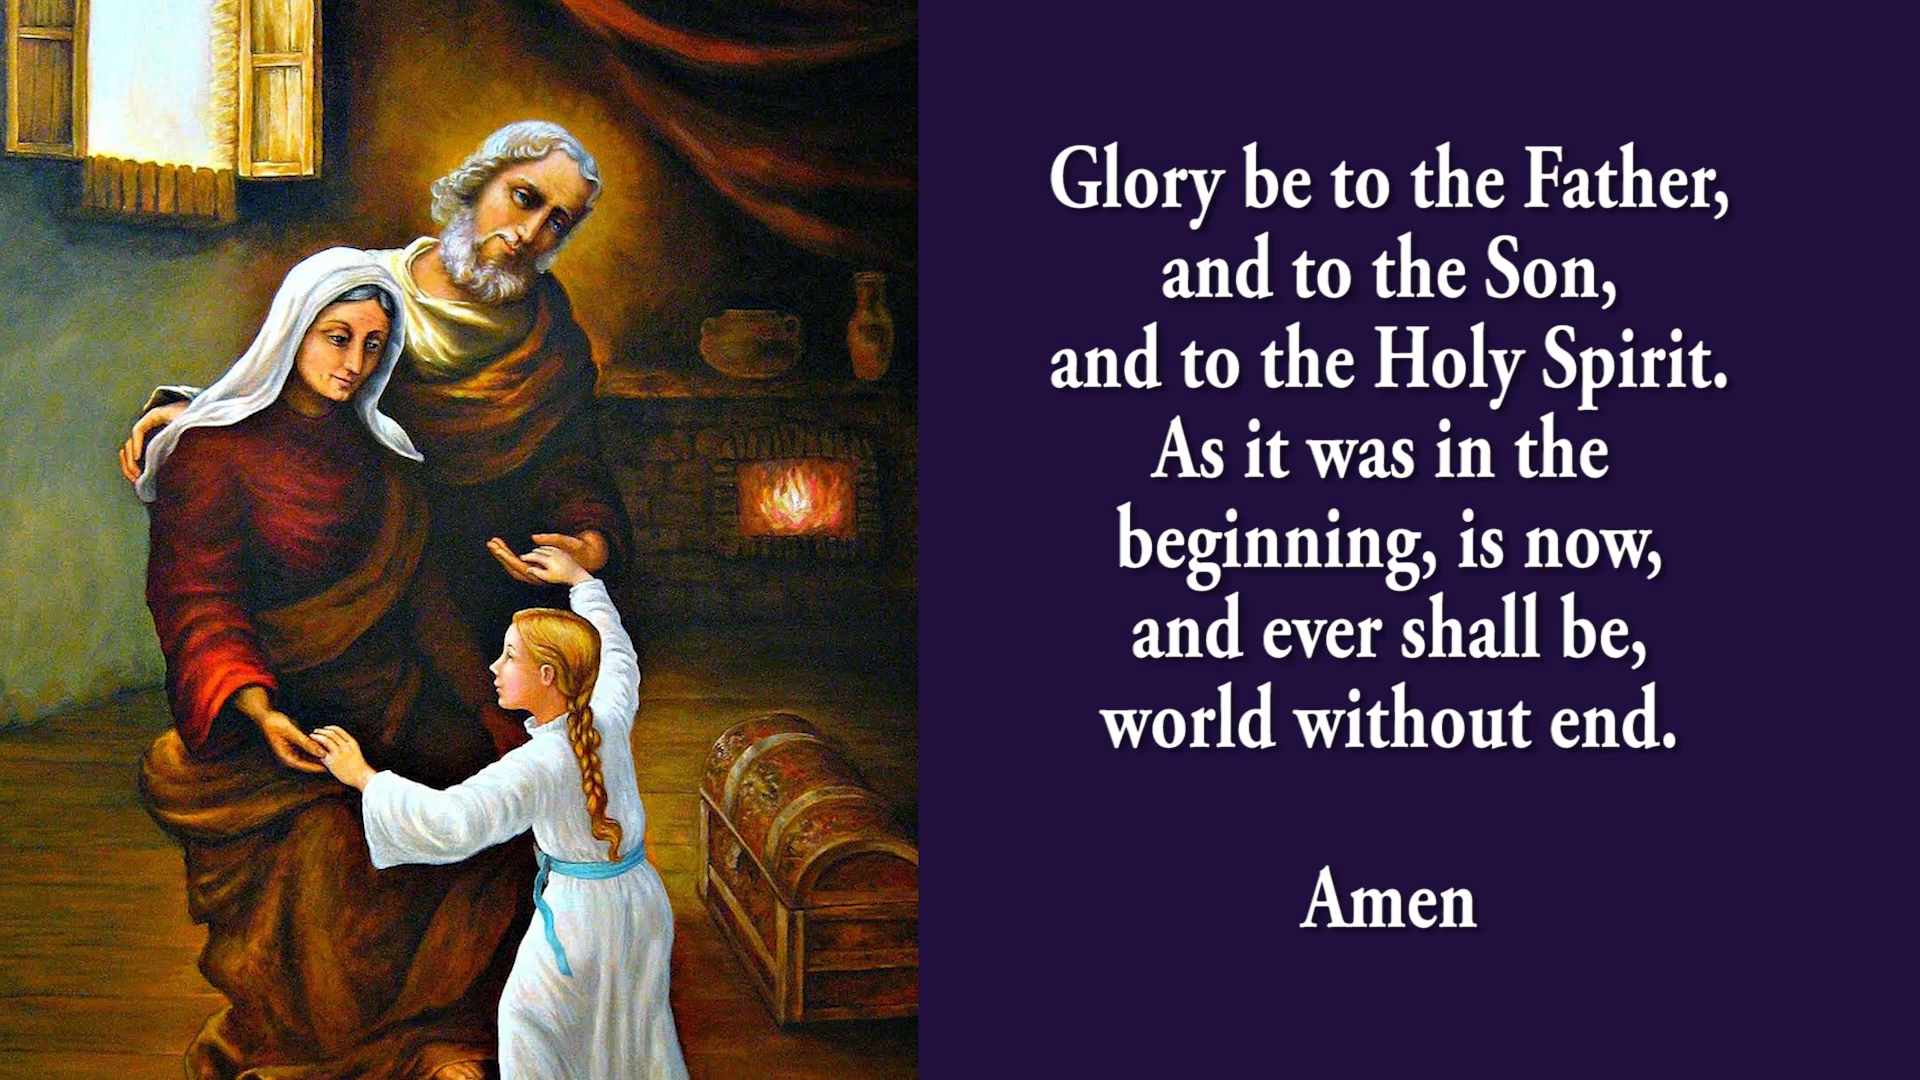 Glory be to the Father,
and to the Son,
and to the Holy Spirit.
As it was in the
beginning, is now,
and ever shall be,
world without end.
Amen